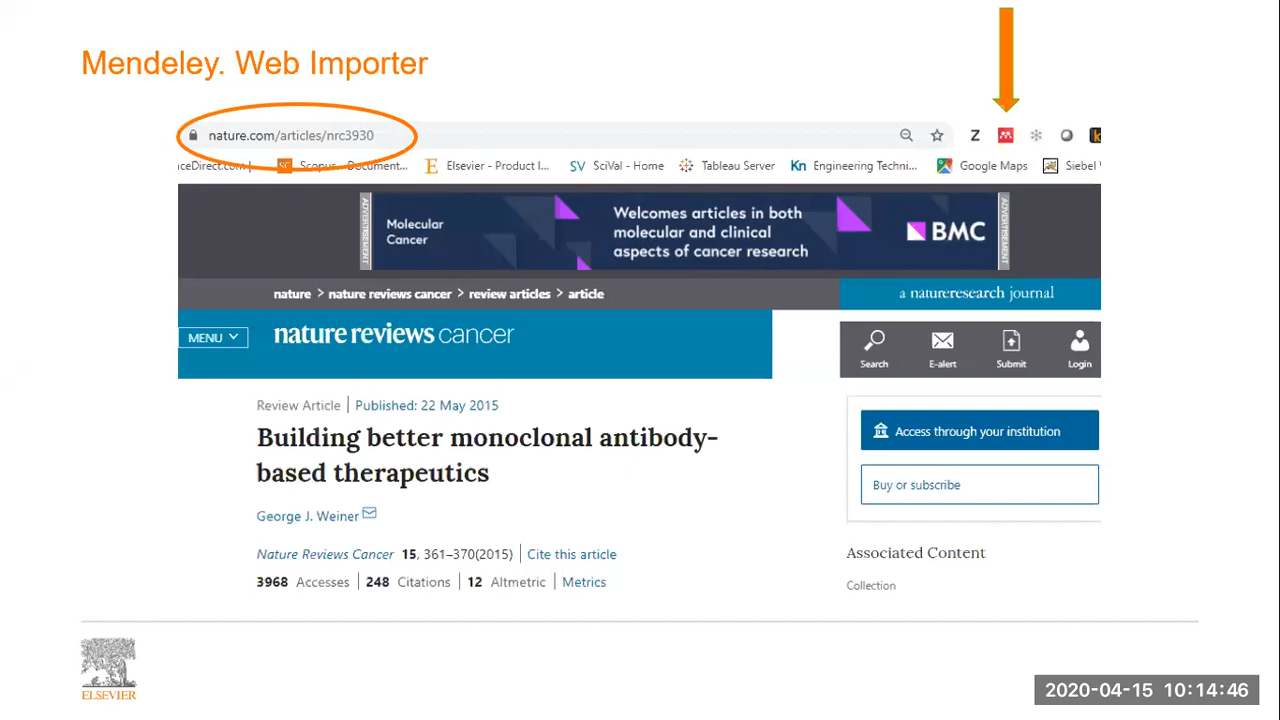 Mendeley. Web Importer
nature.com/articles/nrc3930
Z
k
nceDirect.com
SC Scopus - Document...
E Elsevier - Product I...
SV SciVal - Home
Tableau Server
Kn Engineering Techni...
Google Maps
Siebel
ADVERTISEMENT
Molecular
Cancer
Welcomes articles in both
molecular and clinical
aspects of cancer research
BMC
ADVERTISEMENT
nature > nature reviews cancer > review articles > article
a natureresearch journal
MENU
nature reviews cancer
Search
E-alert
Submit
Login
Review Article | Published: 22 May 2015
Building better monoclonal antibody-
based therapeutics
George J. Weiner
Nature Reviews Cancer 15, 361–370(2015) | Cite this article
3968 Accesses | 248 Citations | 12 Altmetric | Metrics
Access through your institution
Buy or subscribe
Associated Content
Collection
ELSEVIER
2020-04-15 10:14:46